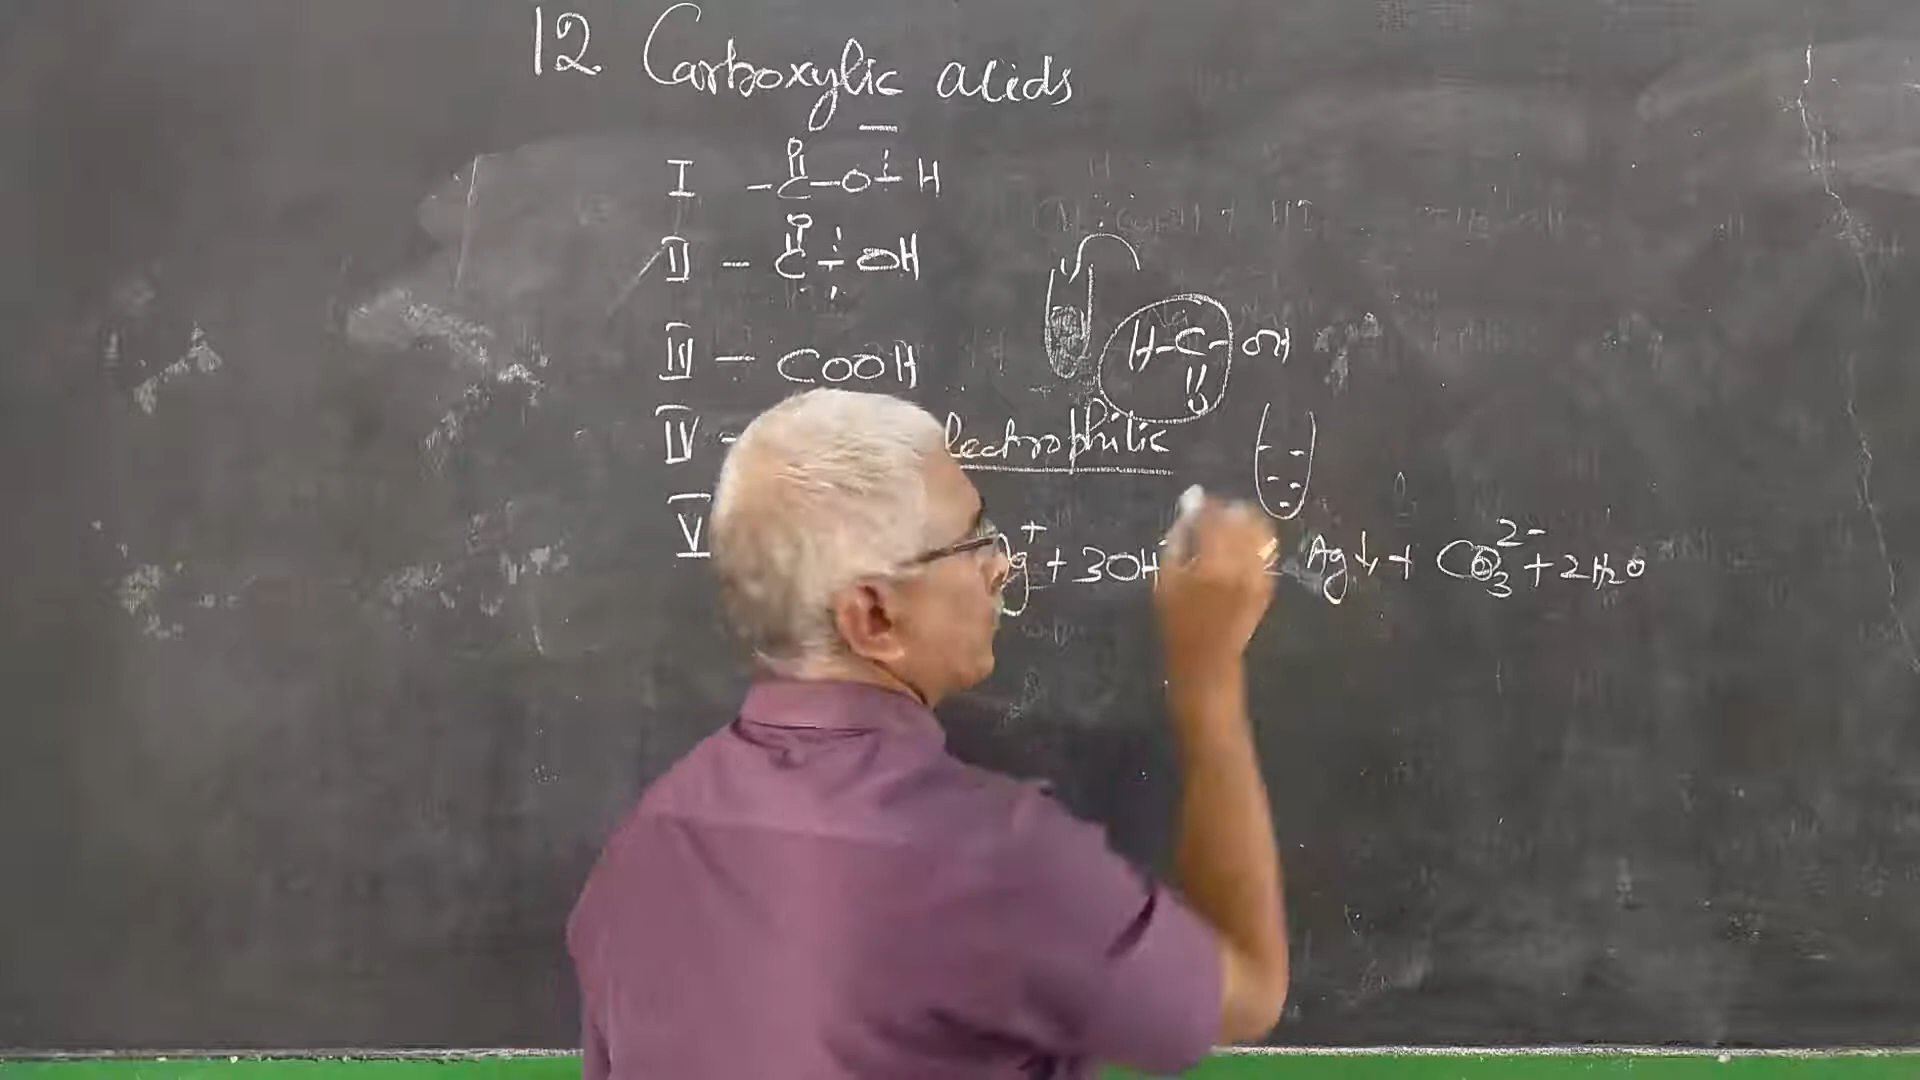 12 Carboxylic acids
I -C-O-H
O
II - C-OH
O
III - COOH
H-C-OH
O
IV - lectrophilic
V g⁺ + 3OH⁻ Ag↓ + CO₃²⁻ + 2H₂O